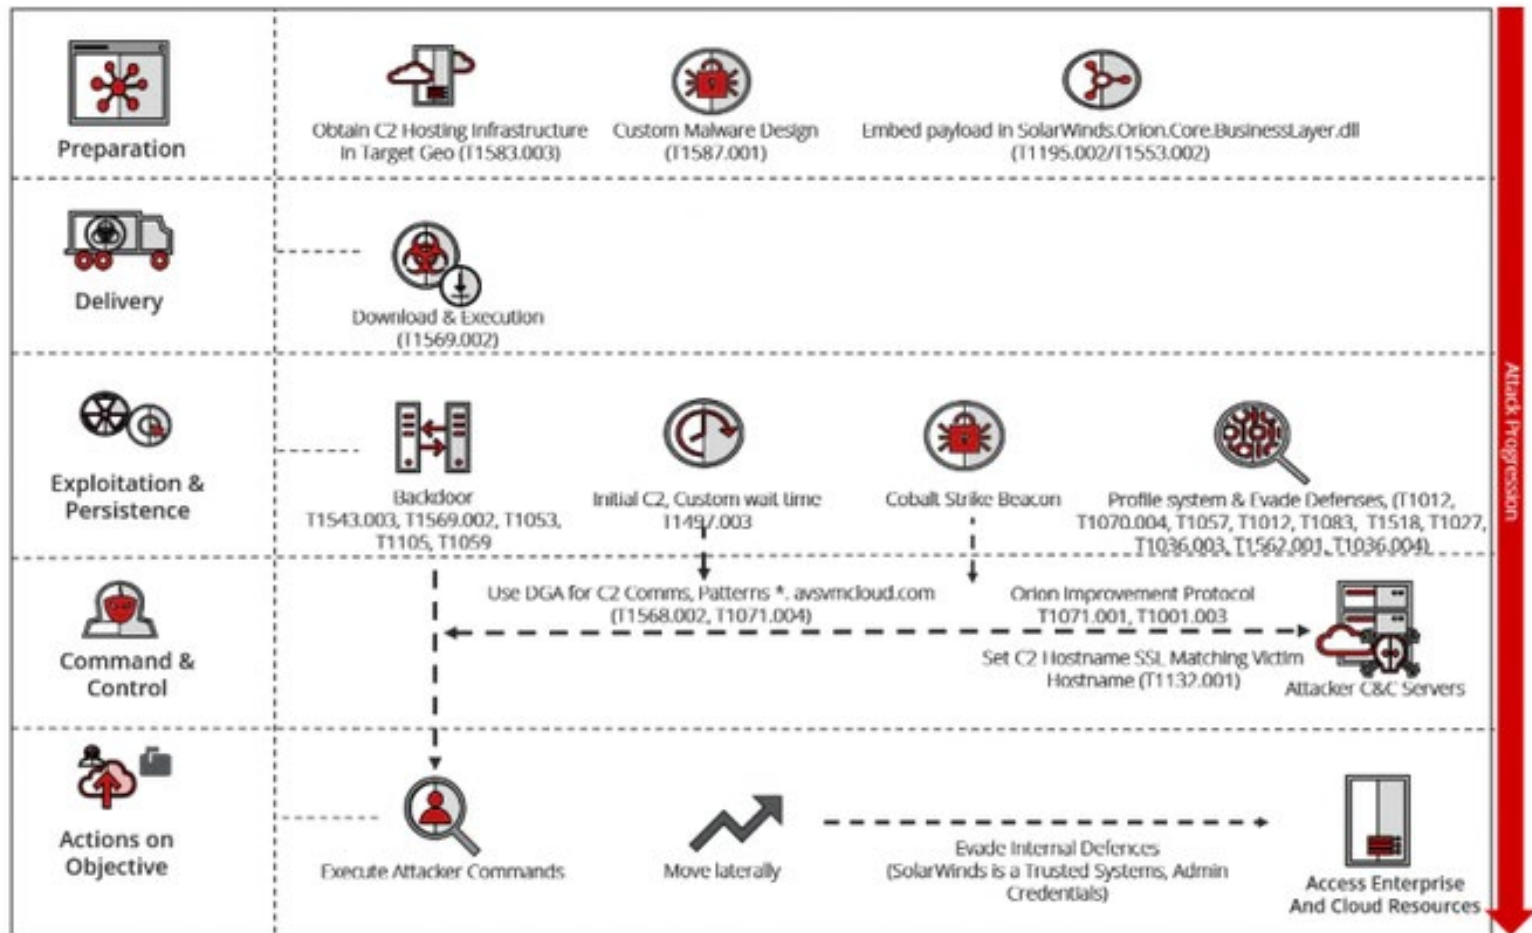 Preparation
Obtain C2 Hosting Infrastructure
In Target Geo (T1583.003)
Custom Malware Design
(T1587.001)
Embed payload in SolarWinds.Orion.Core.BusinessLayer.dll
(T1195.002/T1553.002)
Delivery
Download & Execution
(T1569.002)
Exploitation &
Persistence
Backdoor
T1543.003, T1569.002, T1053,
T1105, T1059
Initial C2, Custom wait time
T1497.003
Cobalt Strike Beacon
Profile system & Evade Defenses, (T1012,
T1070.004, T1057, T1012, T1083, T1518, T1027,
T1036.003, T1562.001, T1036.004)
Command &
Control
Use DGA for C2 Comms, Patterns *. avsvmcloud.com
(T1568.002, T1071.004)
Orion Improvement Protocol
T1071.001, T1001.003
Set C2 Hostname SSL Matching Victim
Hostname (T1132.001)
Attacker C&C Servers
Actions on
Objective
Execute Attacker Commands
Move laterally
Evade Internal Defences
(SolarWinds is a Trusted Systems, Admin
Credentials)
Access Enterprise
And Cloud Resources
Attack Progression